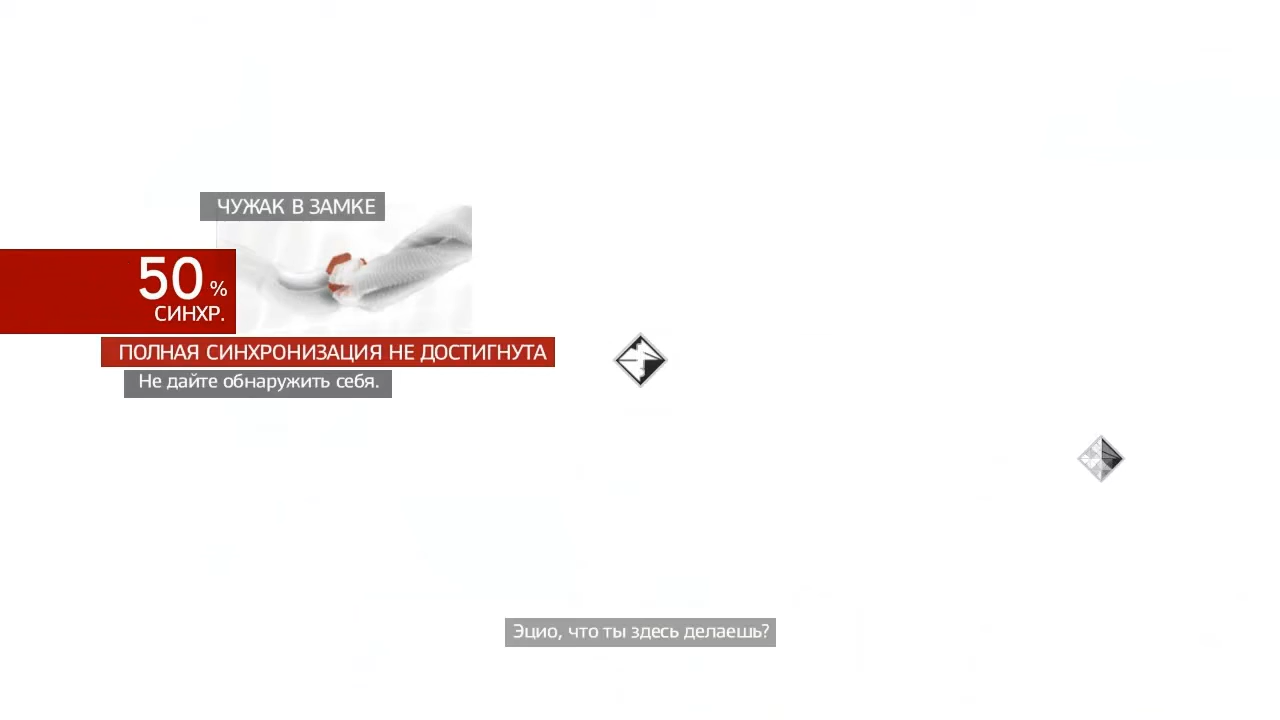 ЧУЖАК В ЗАМКЕ
50 %
СИНХР.
ПОЛНАЯ СИНХРОНИЗАЦИЯ НЕ ДОСТИГНУТА
Не дайте обнаружить себя.
Эцио, что ты здесь делаешь?